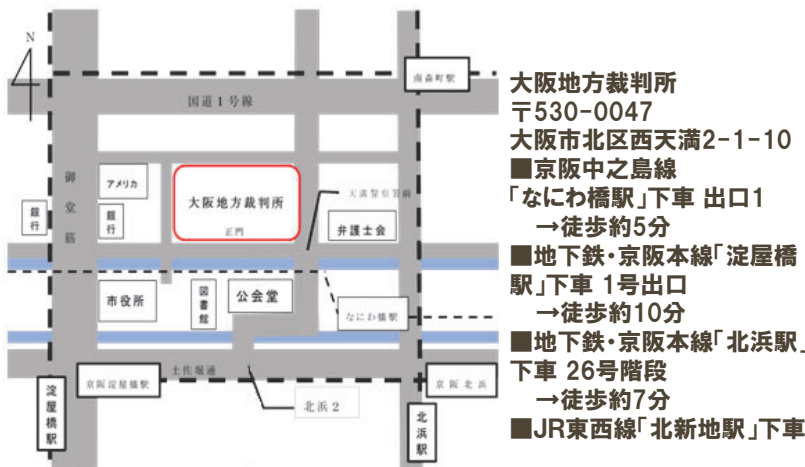 N
南森町駅
国道1号線
御堂筋
アメリカ
銀行
銀行
大阪地方裁判所
正門
天満警察署前
弁護士会
市役所
図書館
公会堂
なにわ橋駅
土佐堀通
京阪淀屋橋駅
京阪北浜
淀屋橋駅
北浜2
北浜駅
大阪地方裁判所
〒530-0047
大阪市北区西天満2-1-10
■京阪中之島線
「なにわ橋駅」下車 出口1
→徒歩約5分
■地下鉄・京阪本線「淀屋橋
駅」下車 1号出口
→徒歩約10分
■地下鉄・京阪本線「北浜駅」
下車 26号階段
→徒歩約7分
■JR東西線「北新地駅」下車